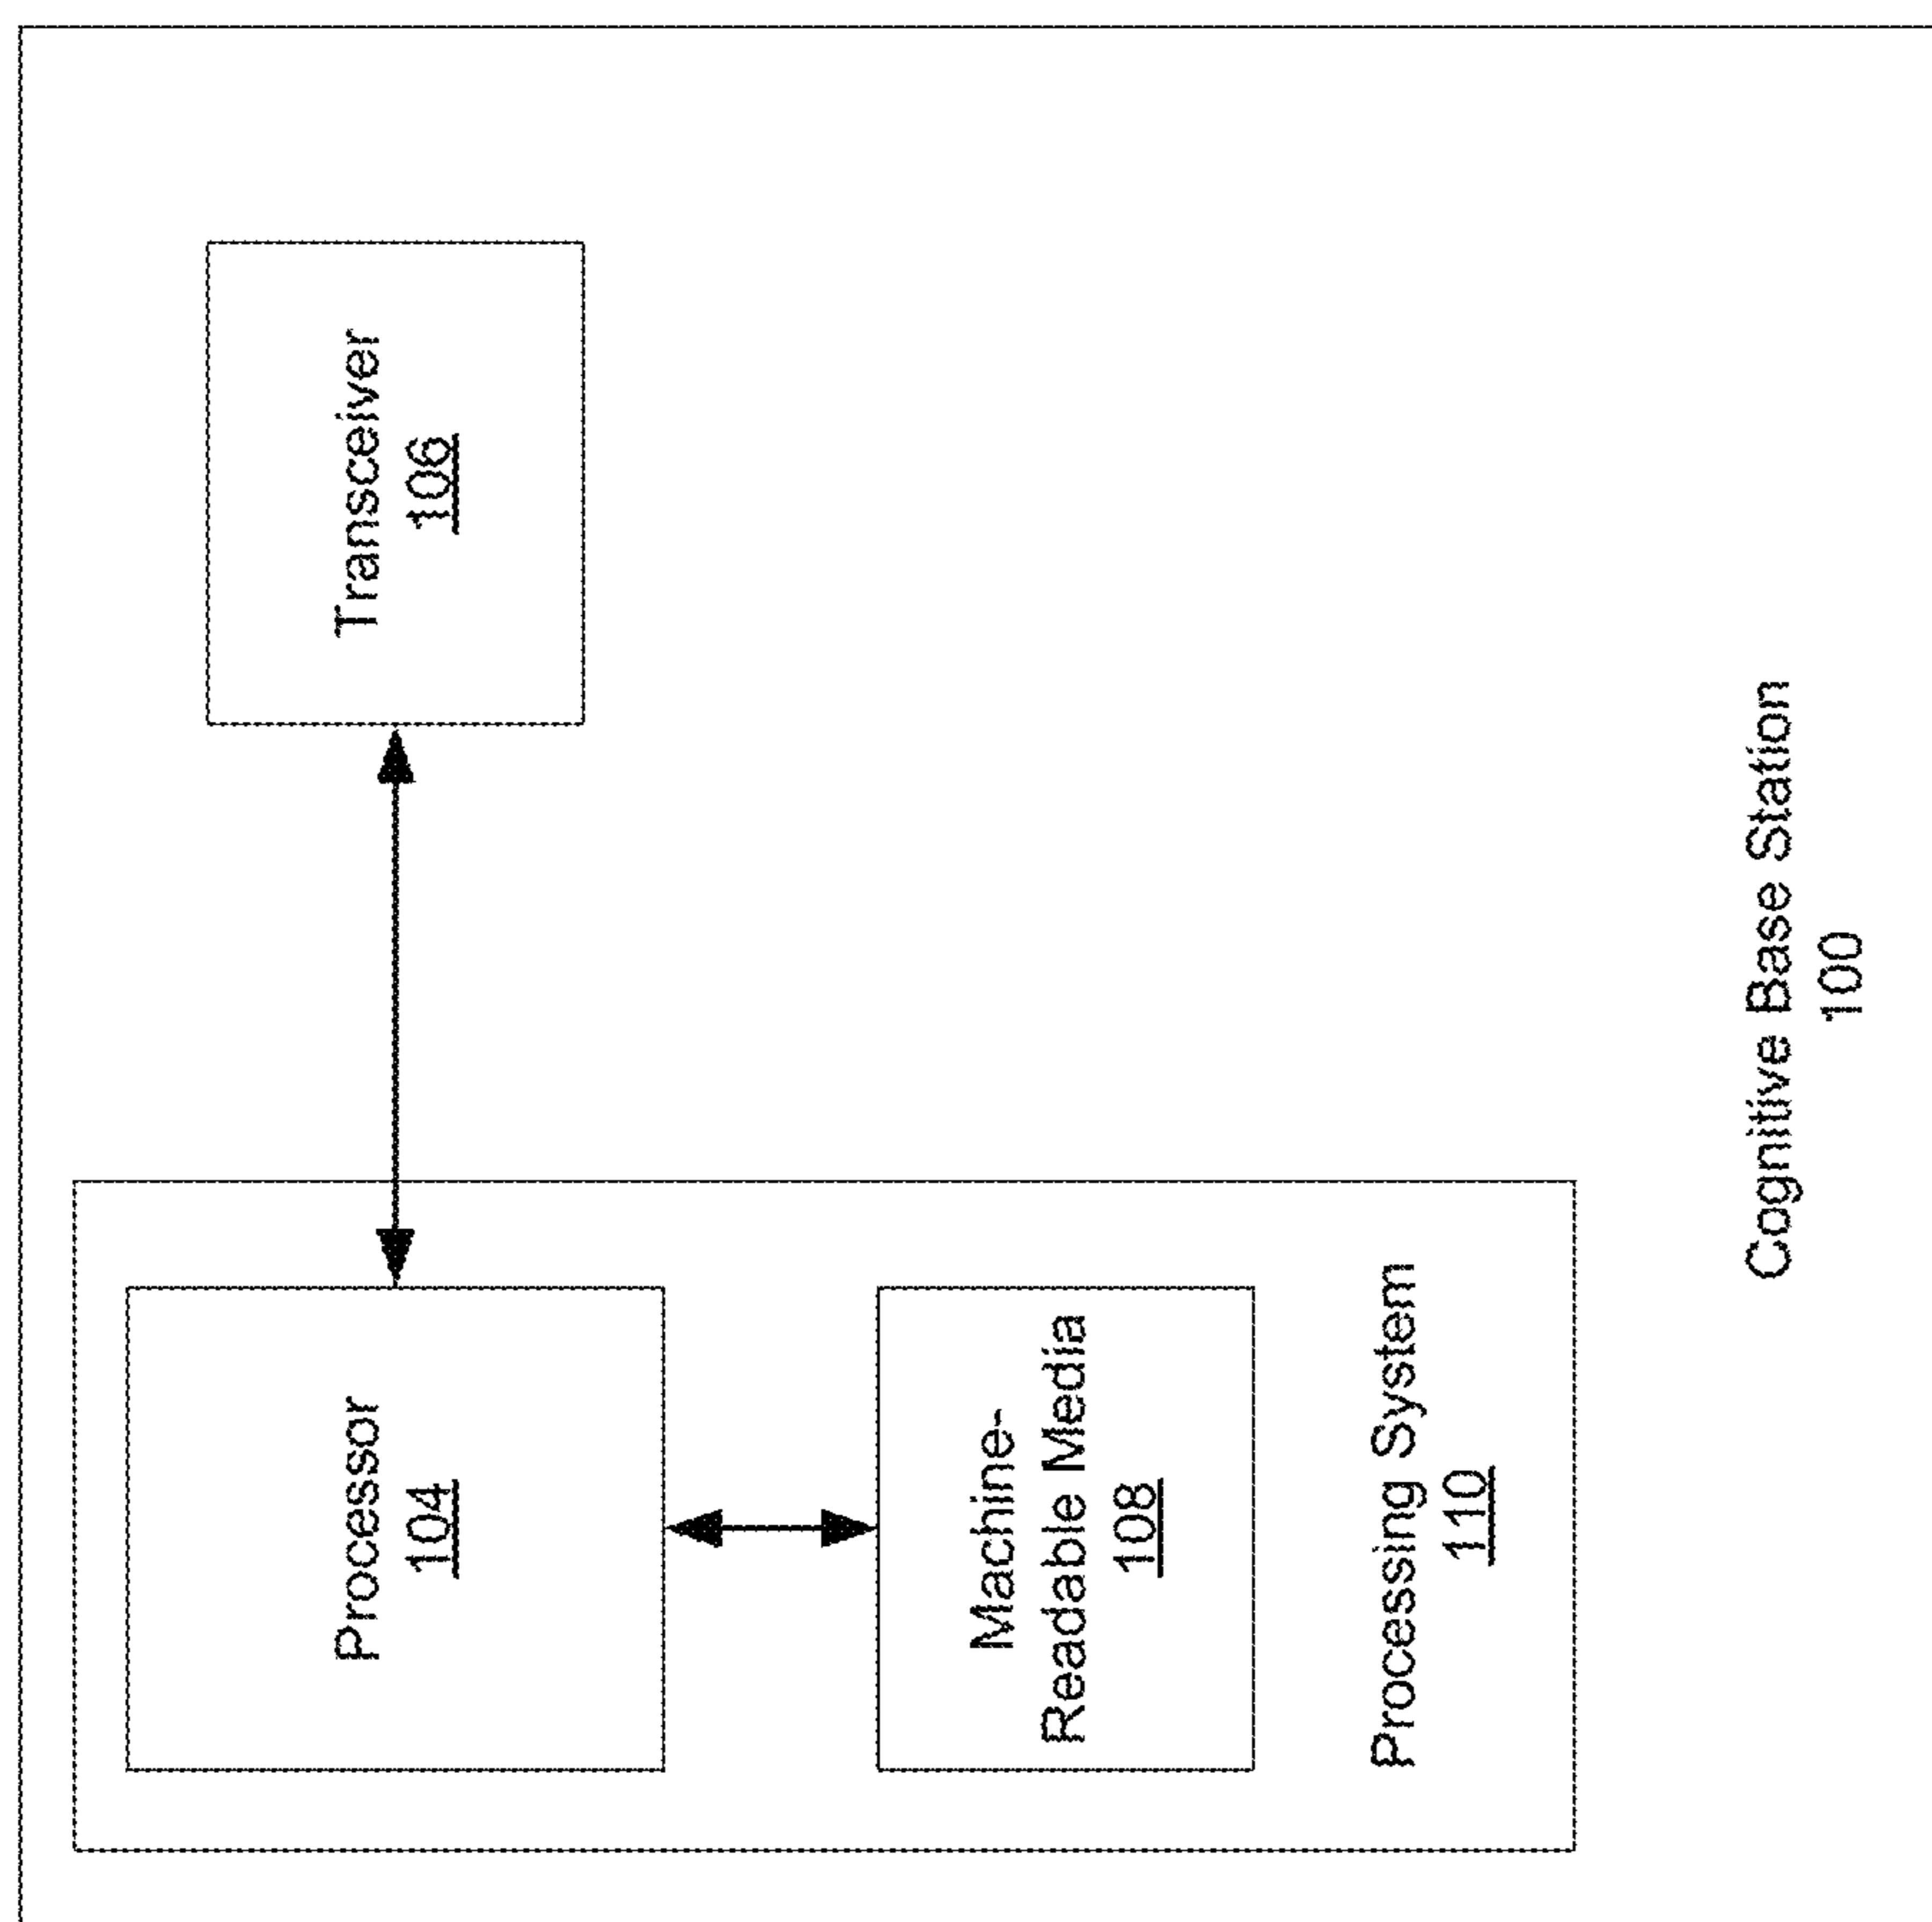 Processor
104
Transceiver
106
Machine-
Readable Media
108
Processing System
110
Cognitive Base Station
100